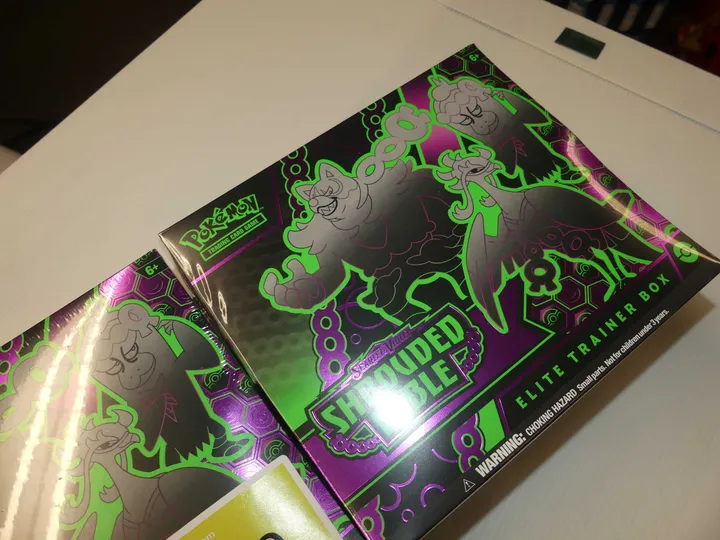 6+
POKÉMON
TRADING CARD GAME
SHROUDED
FABLE
ELITE TRAINER BOX
WARNING: CHOKING HAZARD Small parts. Not for children under 3 years.
6+